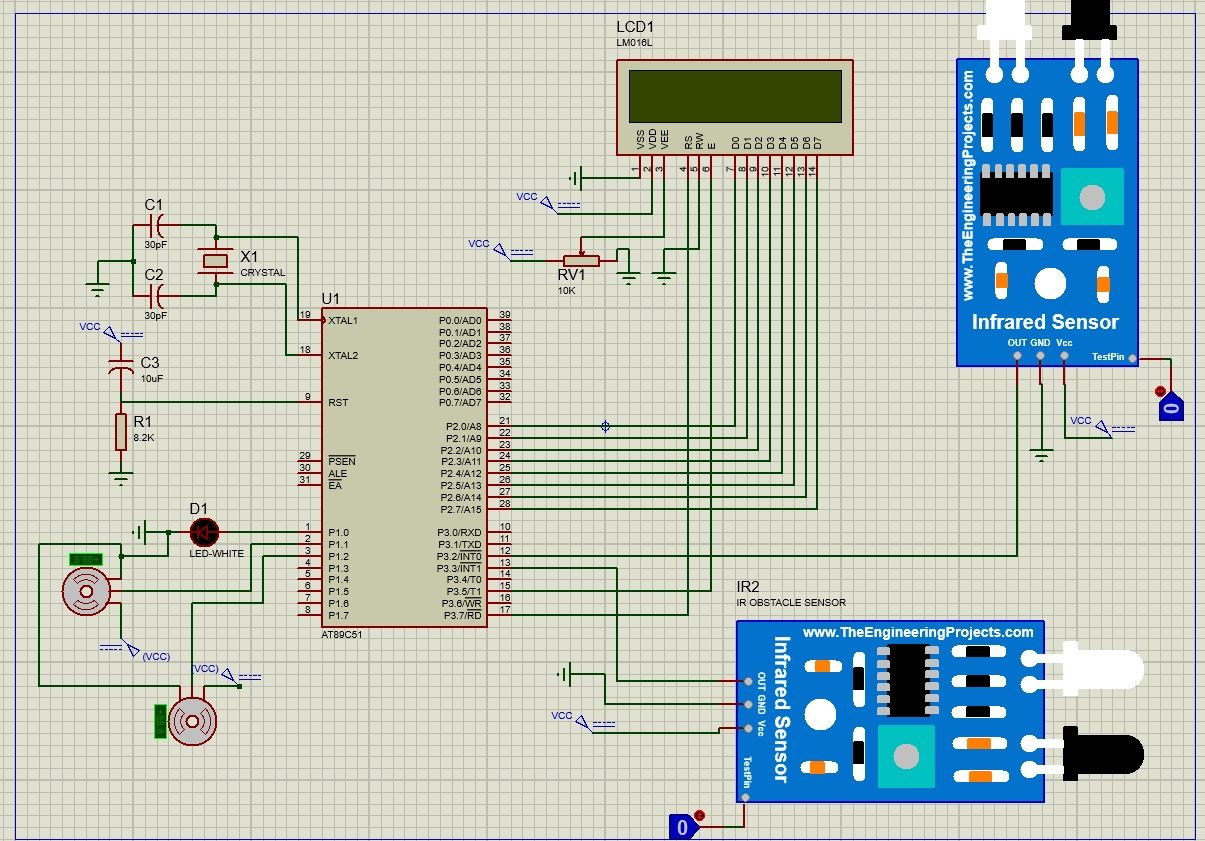 LCD1
LM016L
VSS
VDD
VEE
RS
RW
E
D0
D1
D2
D3
D4
D5
D6
D7
1
2
3
4
5
6
7
8
9
10
11
12
13
14
VCC
VCC
RV1
10K
C1
30pF
C2
30pF
X1
CRYSTAL
VCC
C3
10uF
R1
8.2K
U1
19 XTAL1
18 XTAL2
9 RST
29 PSEN
30 ALE
31 EA
1 P1.0
2 P1.1
3 P1.2
4 P1.3
5 P1.4
6 P1.5
7 P1.6
8 P1.7
P0.0/AD0 39
P0.1/AD1 38
P0.2/AD2 37
P0.3/AD3 36
P0.4/AD4 35
P0.5/AD5 34
P0.6/AD6 33
P0.7/AD7 32
P2.0/A8 21
P2.1/A9 22
P2.2/A10 23
P2.3/A11 24
P2.4/A12 25
P2.5/A13 26
P2.6/A14 27
P2.7/A15 28
P3.0/RXD 10
P3.1/TXD 11
P3.2/INT0 12
P3.3/INT1 13
P3.4/T0 14
P3.5/T1 15
P3.6/WR 16
P3.7/RD 17
AT89C51
D1
LED-WHITE
(VCC)
(VCC)
www.TheEngineeringProjects.com
Infrared Sensor
OUT GND Vcc
TestPin
0
VCC
IR2
IR OBSTACLE SENSOR
www.TheEngineeringProjects.com
Infrared Sensor
OUT GND Vcc
TestPin
VCC
0